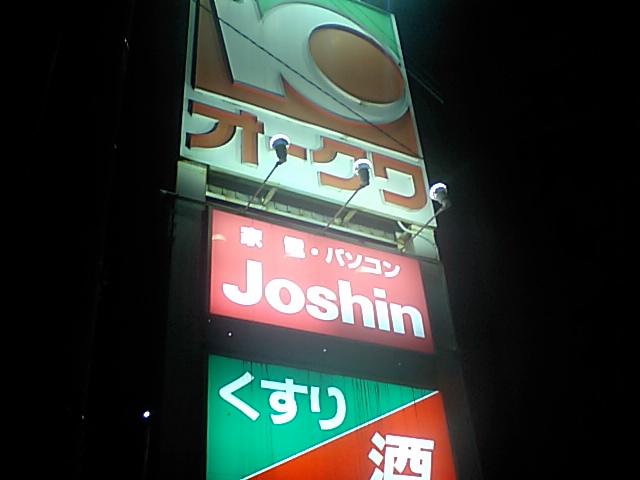 オークワ
家電・パソコン
Joshin
くすり
酒